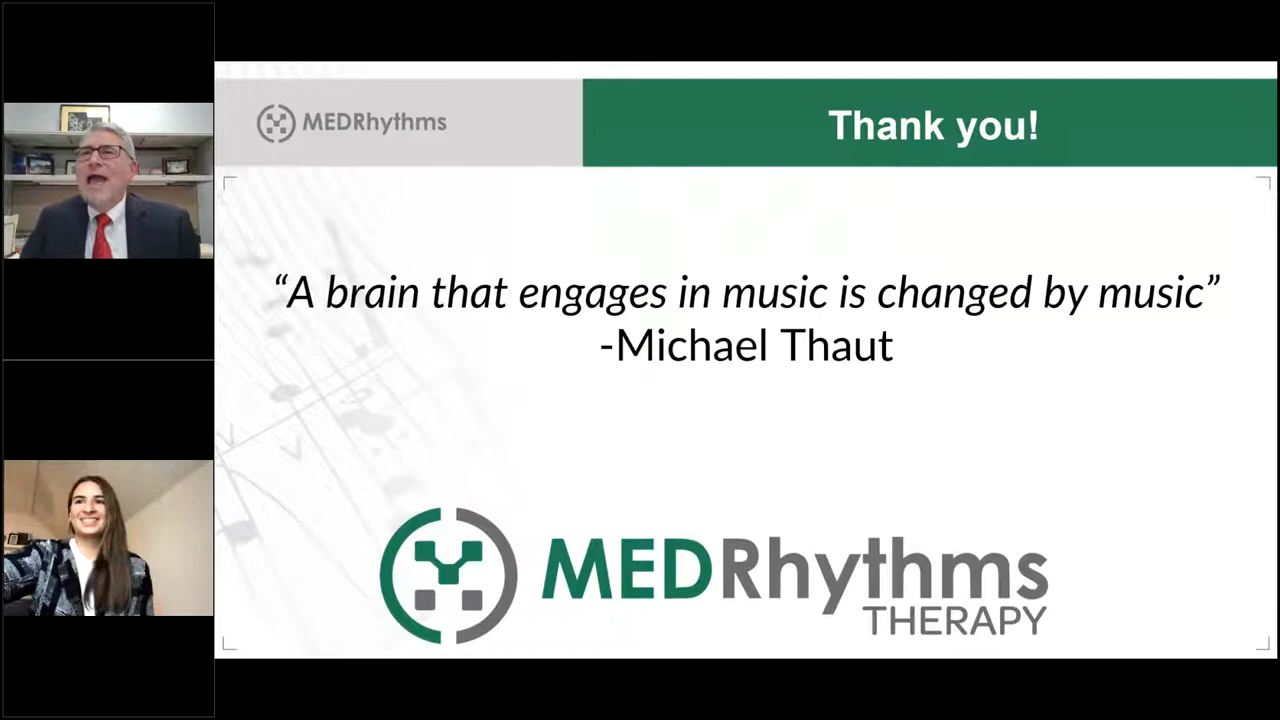 MEDRhythms
Thank you!
“A brain that engages in music is changed by music”
-Michael Thaut
MEDRhythms
THERAPY